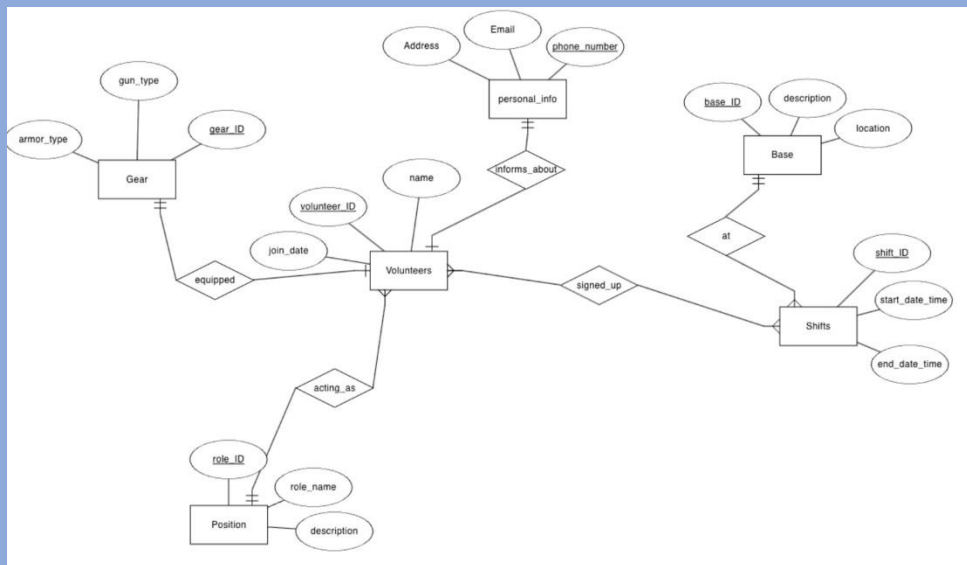 Email
Address
phone_number
personal_info
gun_type
armor_type
gear_ID
Gear
base_ID
description
location
Base
informs_about
name
volunteer_ID
join_date
Volunteers
equipped
at
shift_ID
start_date_time
Shifts
end_date_time
signed_up
acting_as
role_ID
role_name
Position
description